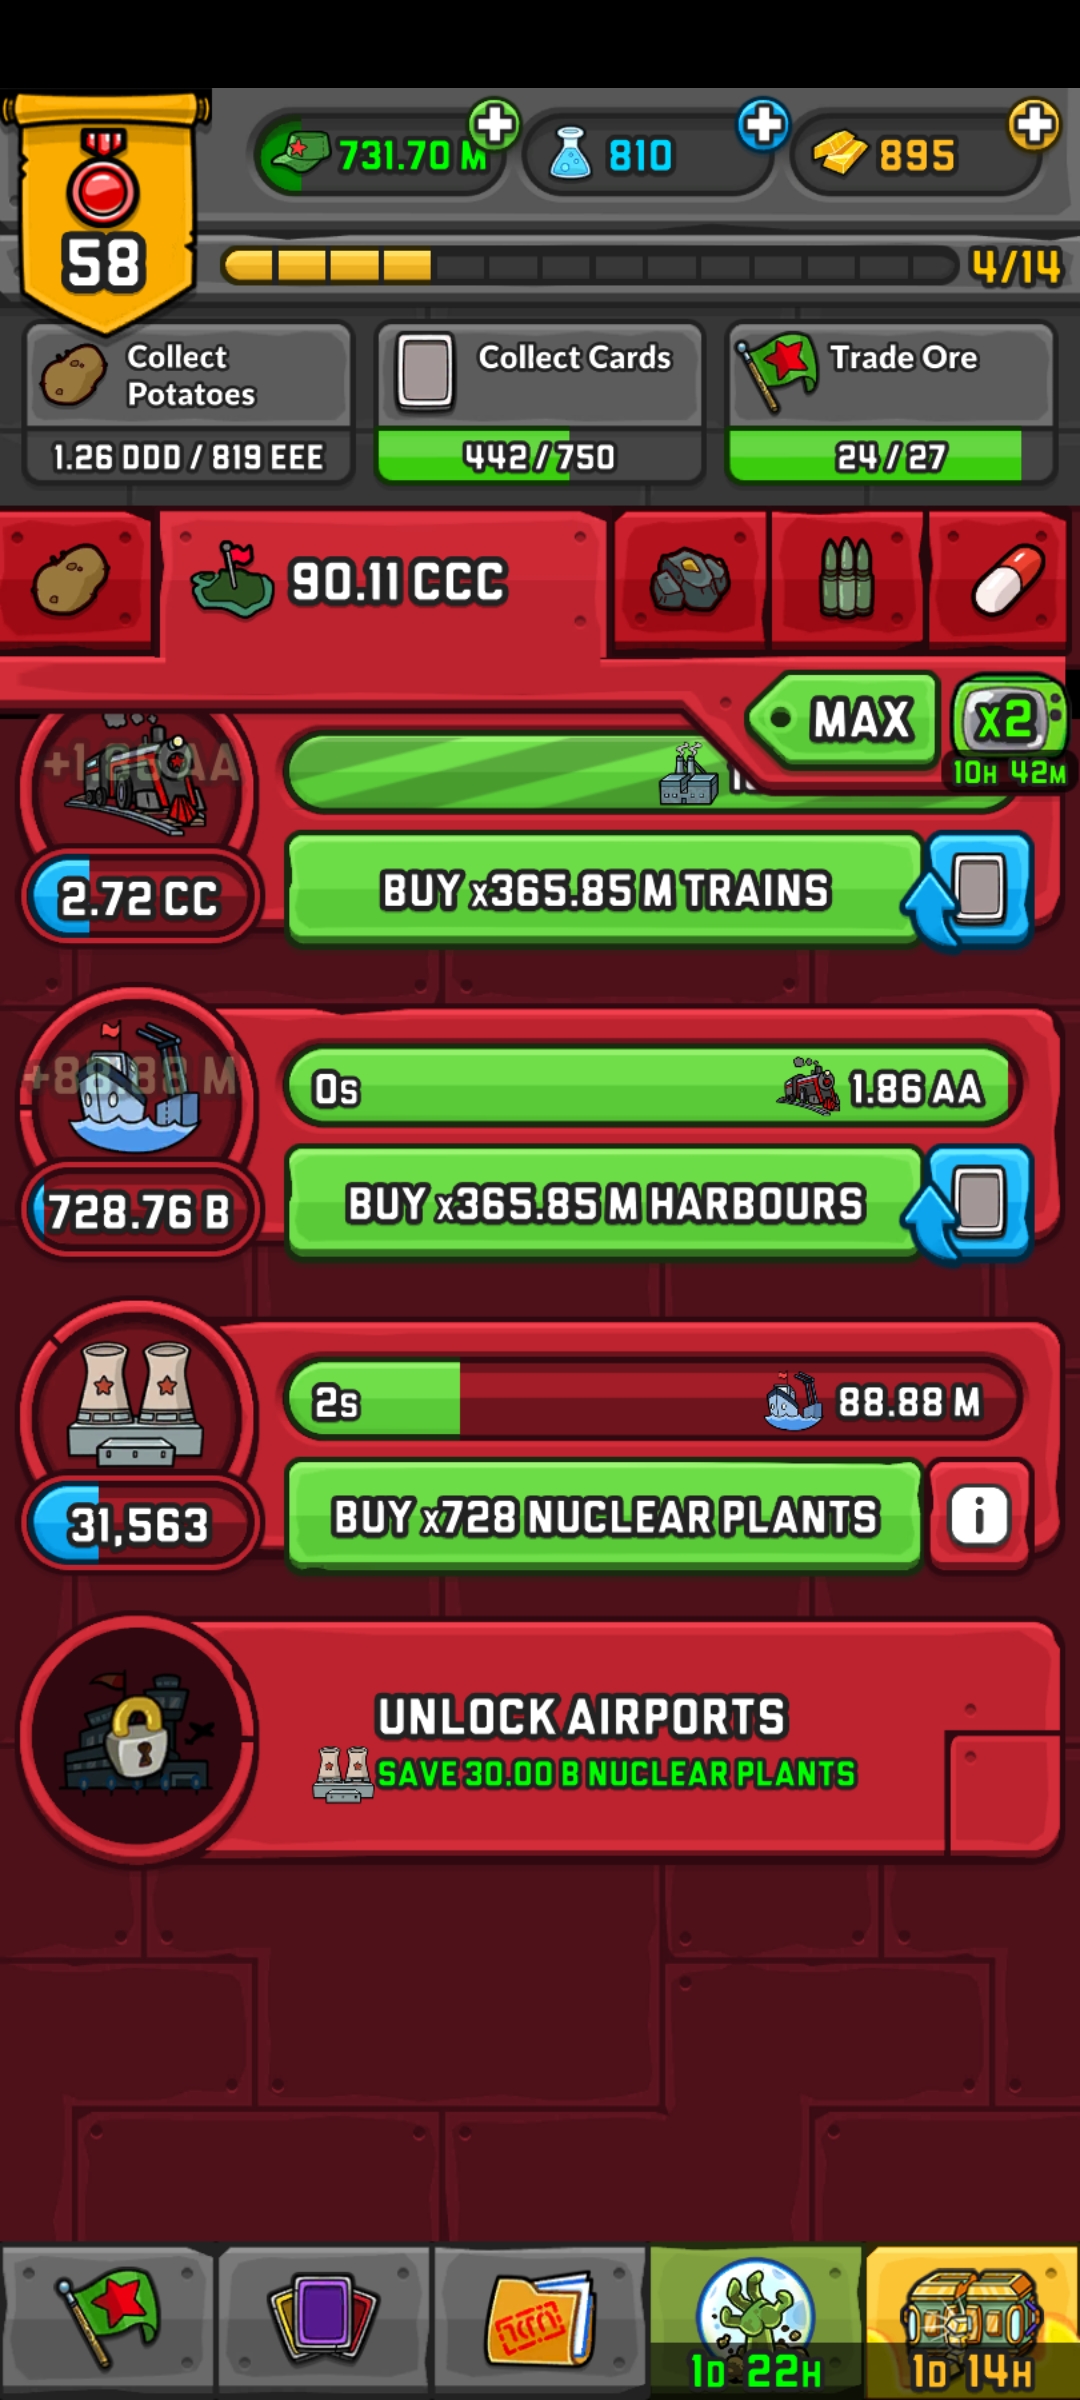 731.70 M
810
895
58
4/14
Collect
Potatoes
Collect Cards
Trade Ore
1.26 DDD / 819 EEE
442/750
24/27
90.11 CCC
MAX
x2
10H 42M
2.72 CC
BUY x365.85 M TRAINS
+88.88 M
0s
1.86 AA
728.76 B
BUY x365.85 M HARBOURS
2s
88.88 M
31,563
BUY x728 NUCLEAR PLANTS
i
UNLOCK AIRPORTS
SAVE 30.00 B NUCLEAR PLANTS
1D 22H
1D 14H